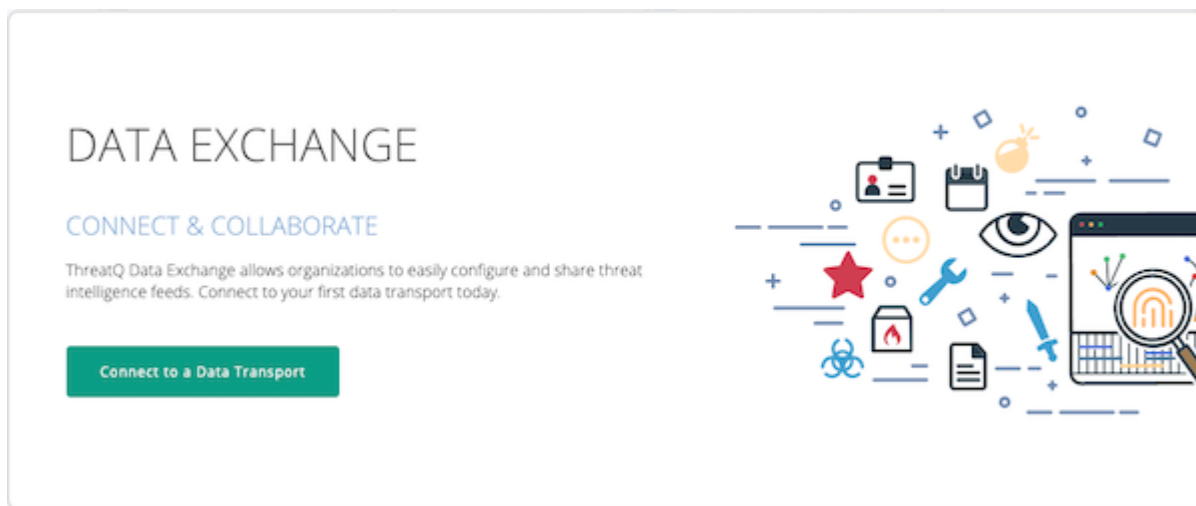 DATA EXCHANGE
CONNECT & COLLABORATE
ThreatQ Data Exchange allows organizations to easily configure and share threat
intelligence feeds. Connect to your first data transport today.
Connect to a Data Transport